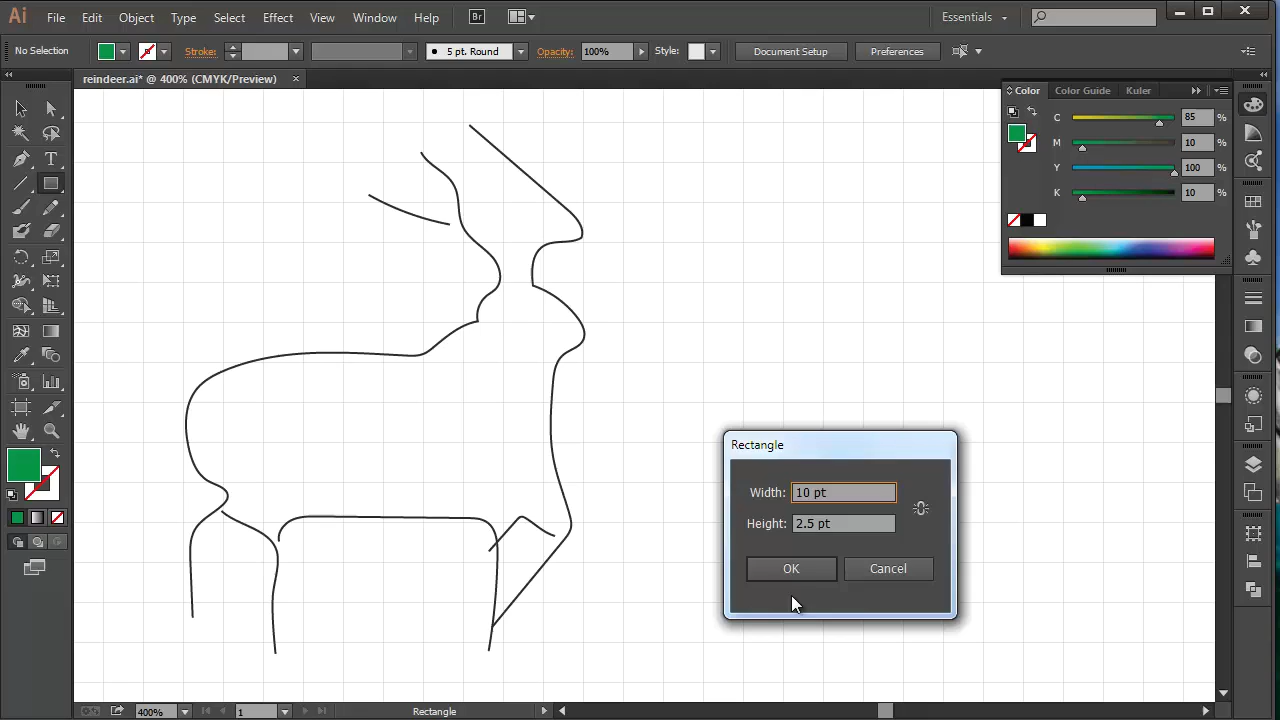 Ai File Edit Object Type Select Effect View Window Help Br Essentials
No Selection Stroke: 5 pt. Round Opacity: 100% Style: Document Setup Preferences
reindeer.ai* @ 400% (CMYK/Preview)
Color Color Guide Kuler
C 85 %
M 10 %
Y 100 %
K 10 %
T
Rectangle
Width: 10 pt
Height: 2.5 pt
OK Cancel
400% 1 Rectangle